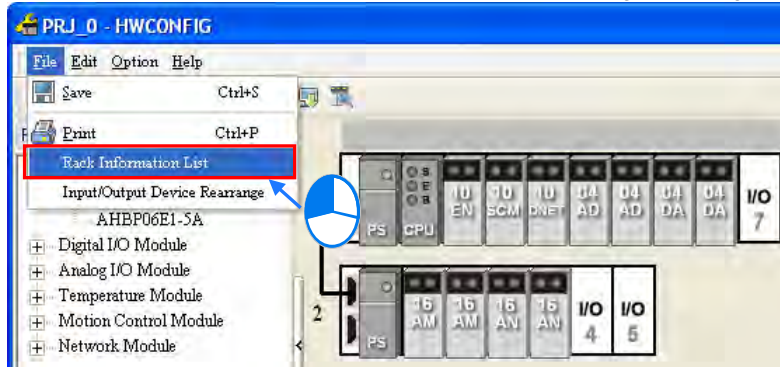 PRJ_0 - HWCONFIG
File Edit Option Help
Save Ctrl+S
Print Ctrl+P
Rack Information List
Input/Output Device Rearrange
AHBP06E1-5A
Digital I/O Module
Analog I/O Module
Temperature Module
Motion Control Module
Network Module
PS CPU 10 EN 10 SCM 10 DNET 04 AD 04 AD 04 DA 04 DA I/O 7
2 PS 16 AM 16 AM 16 AN 16 AN I/O 4 I/O 5